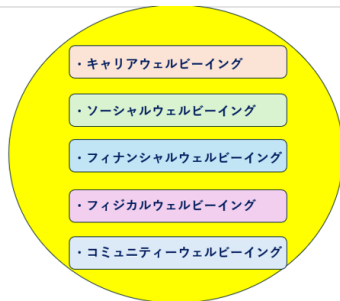 ・キャリアウェルビーイング
・ソーシャルウェルビーイング
・フィナンシャルウェルビーイング
・フィジカルウェルビーイング
・コミュニティーウェルビーイング